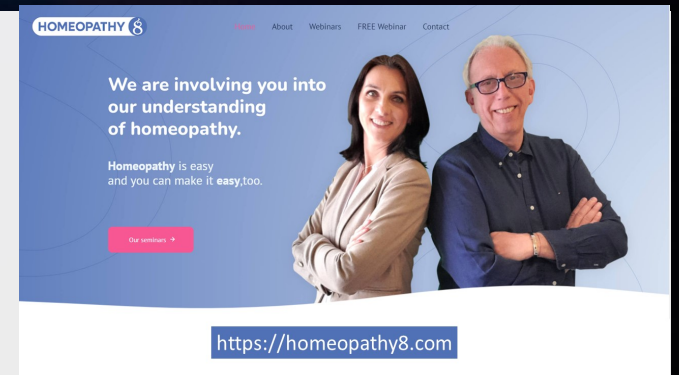 HOMEOPATHY 8
Home About Webinars FREE Webinar Contact
We are involving you into
our understanding
of homeopathy.
Homeopathy is easy
and you can make it easy,too.
Our seminars →
https://homeopathy8.com